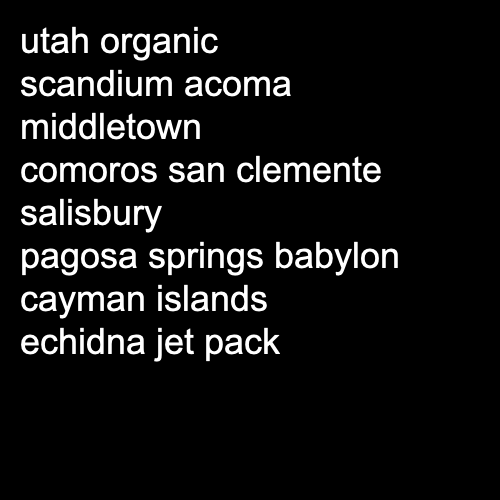 utah organic
scandium acoma
middletown
comoros san clemente
salisbury
pagosa springs babylon
cayman islands
echidna jet pack